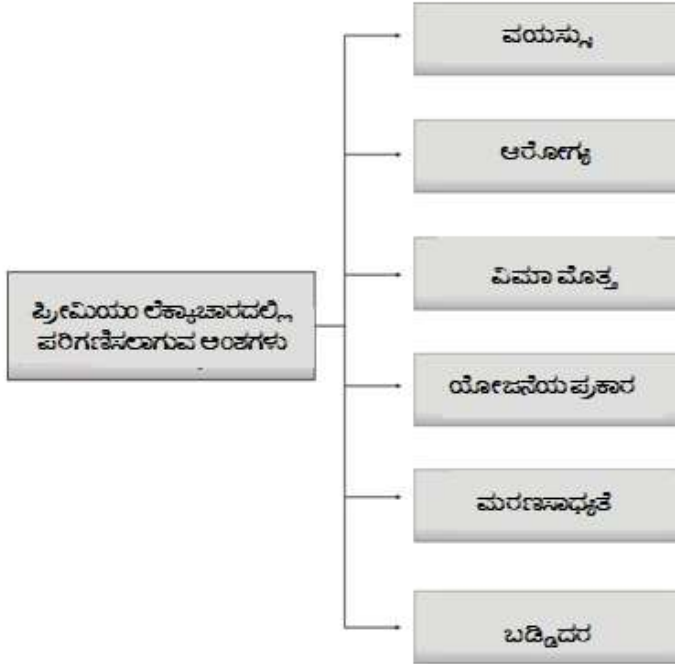 ವಯಸ್ಸು
ಆರೋಗ್ಯ
ವಿಮಾ ಮೊತ್ತ
ಪ್ರೀಮಿಯಂ ಲೆಕ್ಕಾಚಾರದಲ್ಲಿ
ಪರಿಗಣಿಸಲಾಗುವ ಅಂಶಗಳು
ಯೋಜನೆಯ ಪ್ರಕಾರ
ಮರಣಸಾಧ್ಯತೆ
ಬಡ್ಡಿದರ